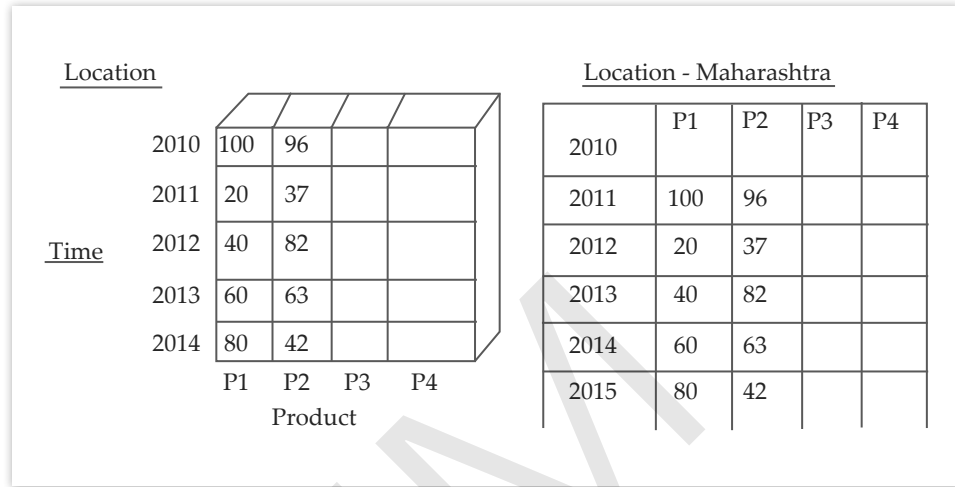 Location
2010 100 96
2011 20 37
Time 2012 40 82
2013 60 63
2014 80 42
P1 P2 P3 P4
Product
Location - Maharashtra
P1 P2 P3 P4
2010
2011 100 96
2012 20 37
2013 40 82
2014 60 63
2015 80 42